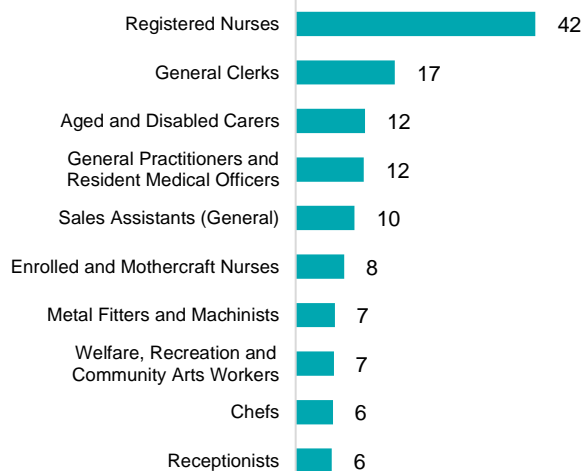 Registered Nurses 42
General Clerks 17
Aged and Disabled Carers 12
General Practitioners and
Resident Medical Officers 12
Sales Assistants (General) 10
Enrolled and Mothercraft Nurses 8
Metal Fitters and Machinists 7
Welfare, Recreation and
Community Arts Workers 7
Chefs 6
Receptionists 6